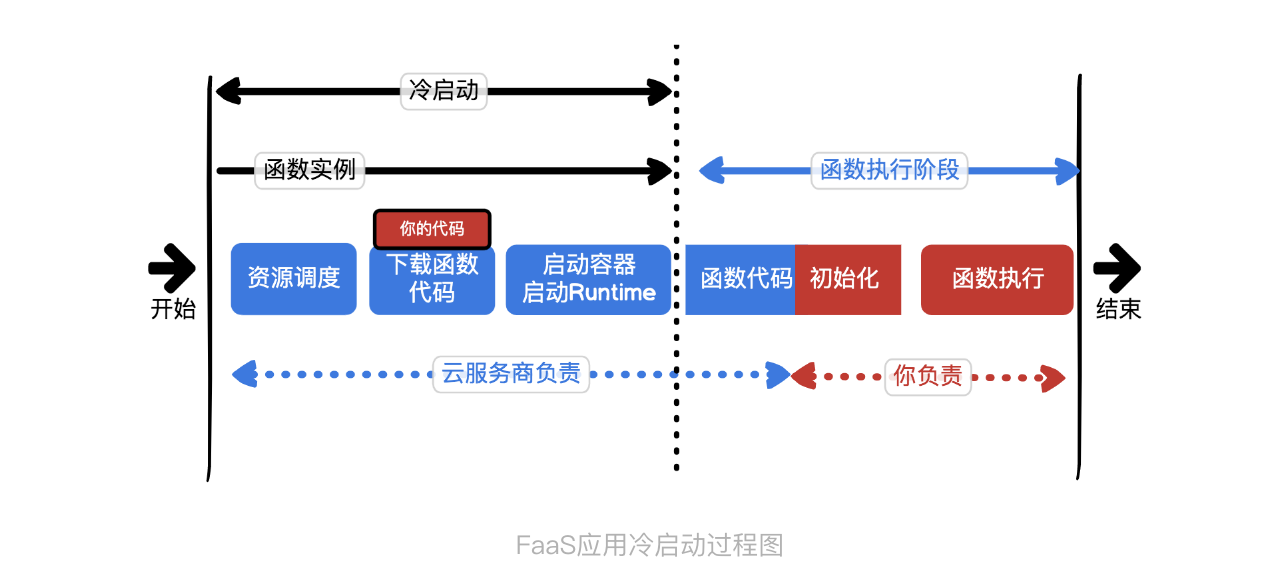 冷启动
函数实例
函数执行阶段
你的代码
开始
资源调度
下载函数
代码
启动容器
启动Runtime
函数代码 初始化
函数执行
结束
云服务商负责
你负责
FaaS应用冷启动过程图